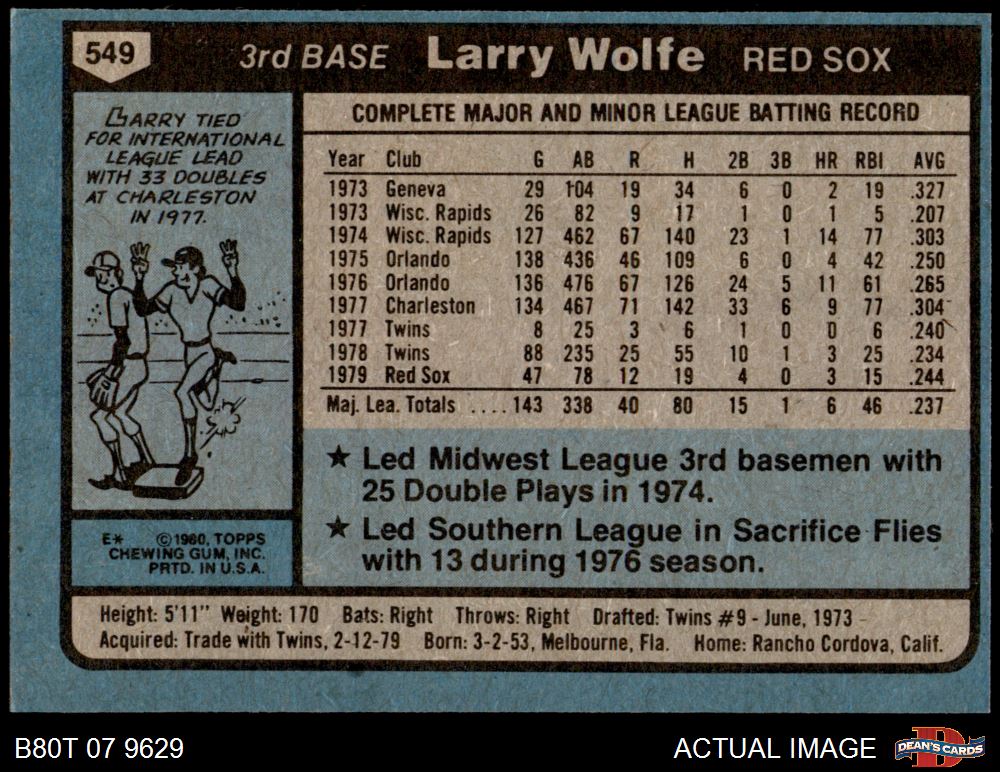 549 3rd BASE Larry Wolfe RED SOX
LARRY TIED
FOR INTERNATIONAL
LEAGUE LEAD
WITH 33 DOUBLES
AT CHARLESTON
IN 1977.
COMPLETE MAJOR AND MINOR LEAGUE BATTING RECORD
Year Club G AB R H 2B 3B HR RBI AVG
1973 Geneva 29 104 19 34 6 0 2 19 .327
1973 Wisc. Rapids 26 82 9 17 1 0 1 5 .207
1974 Wisc. Rapids 127 462 67 140 23 1 14 77 .303
1975 Orlando 138 436 46 109 6 0 4 42 .250
1976 Orlando 136 476 67 126 24 5 11 61 .265
1977 Charleston 134 467 71 142 33 6 9 77 .304
1977 Twins 8 25 3 6 1 0 0 6 .240
1978 Twins 88 235 25 55 10 1 3 25 .234
1979 Red Sox 47 78 12 19 4 0 3 15 .244
Maj. Lea. Totals .... 143 338 40 80 15 1 6 46 .237
★ Led Midwest League 3rd basemen with
25 Double Plays in 1974.
★ Led Southern League in Sacrifice Flies
with 13 during 1976 season.
E* ©1980, TOPPS
CHEWING GUM, INC.
PRTD. IN U.S.A.
Height: 5'11" Weight: 170 Bats: Right Throws: Right Drafted: Twins #9 - June, 1973
Acquired: Trade with Twins, 2-12-79 Born: 3-2-53, Melbourne, Fla. Home: Rancho Cordova, Calif.
B80T 07 9629 ACTUAL IMAGE DEAN'S CARDS